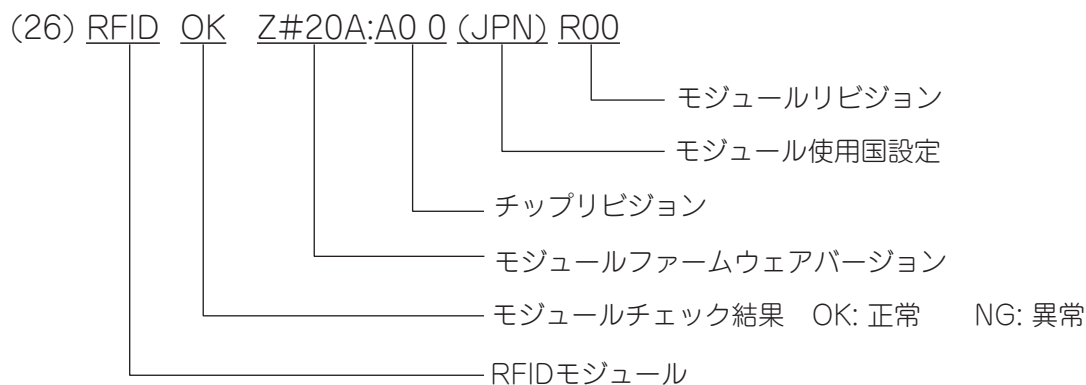 (26) RFID OK Z#20A:A0 0 (JPN) R00
モジュールリビジョン
モジュール使用国設定
チップリビジョン
モジュールファームウェアバージョン
モジュールチェック結果 OK: 正常 NG: 異常
RFIDモジュール